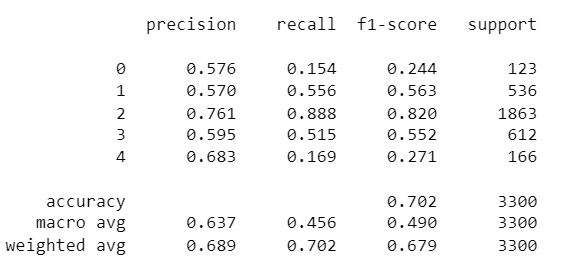 precision recall f1-score support
0 0.576 0.154 0.244 123
1 0.570 0.556 0.563 536
2 0.761 0.888 0.820 1863
3 0.595 0.515 0.552 612
4 0.683 0.169 0.271 166
accuracy 0.702 3300
macro avg 0.637 0.456 0.490 3300
weighted avg 0.689 0.702 0.679 3300